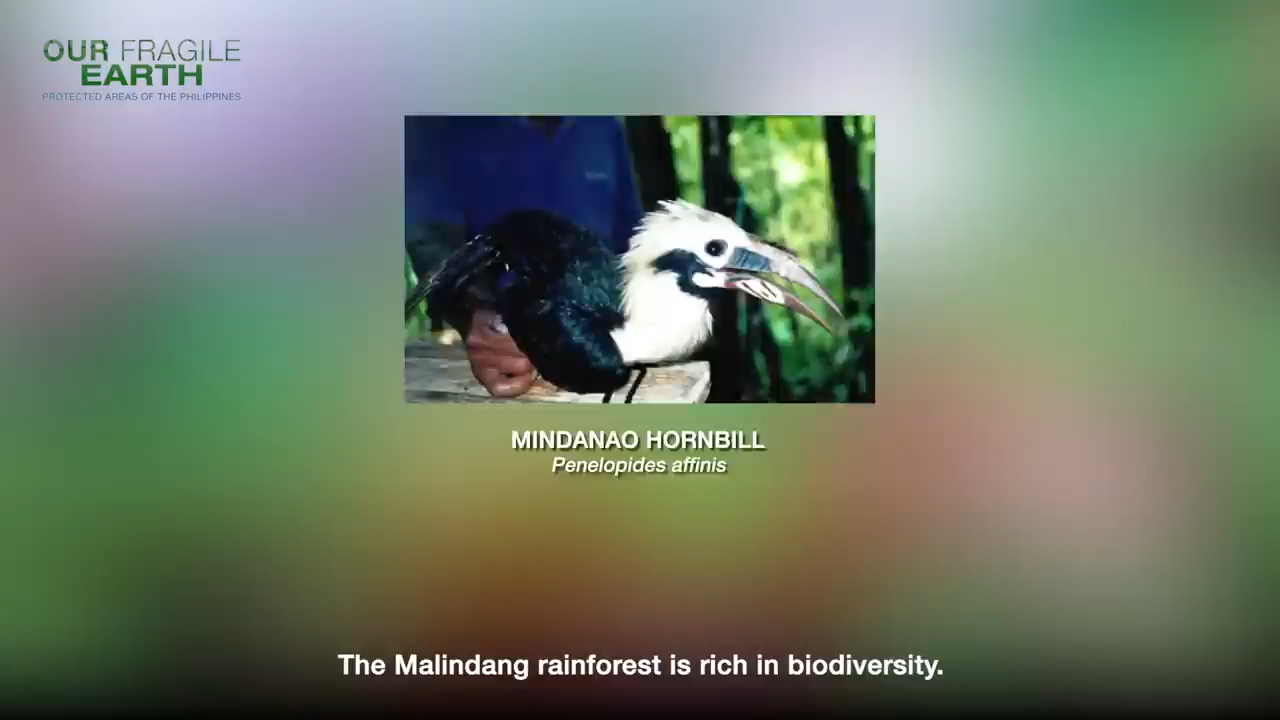 OUR FRAGILE
EARTH
PROTECTED AREAS OF THE PHILIPPINES
MINDANAO HORNBILL
Penelopides affinis
The Malindang rainforest is rich in biodiversity.